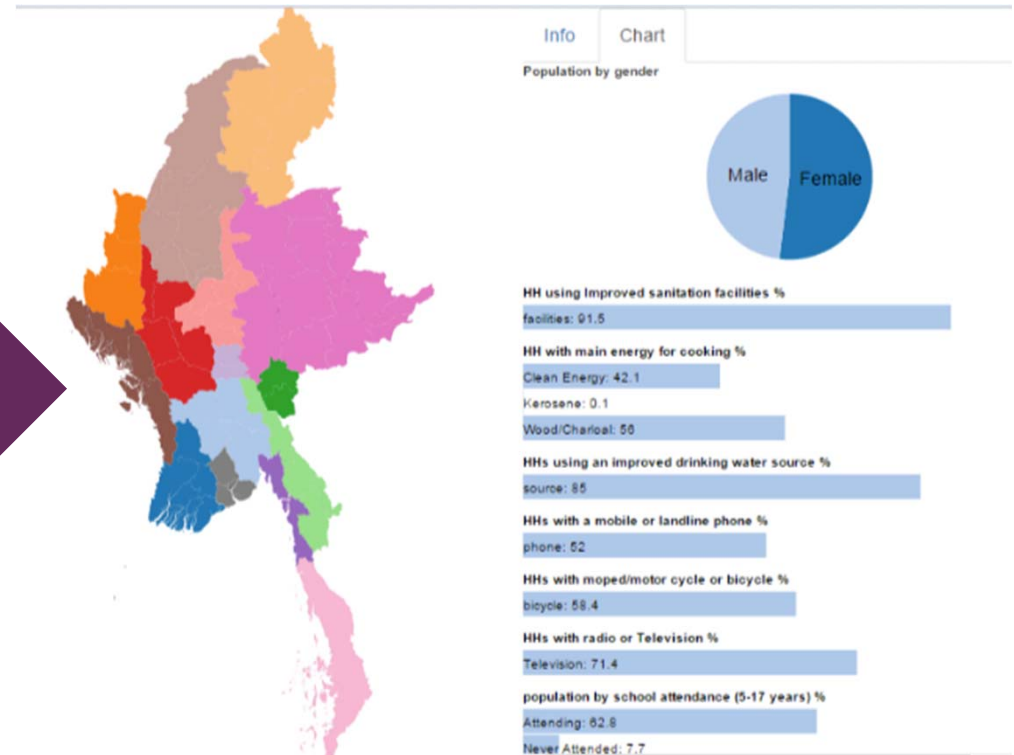 Info Chart
Population by gender
Male Female
HH using Improved sanitation facilities %
facilities: 91.5
HH with main energy for cooking %
Clean Energy: 42.1
Kerosene: 0.1
Wood/Charloal: 56
HHs using an improved drinking water source %
source: 85
HHs with a mobile or landline phone %
phone: 52
HHs with moped/motor cycle or bicycle %
bicycle: 58.4
HHs with radio or Television %
Television: 71.4
population by school attendance (5-17 years) %
Attending: 62.8
Never Attended: 7.7